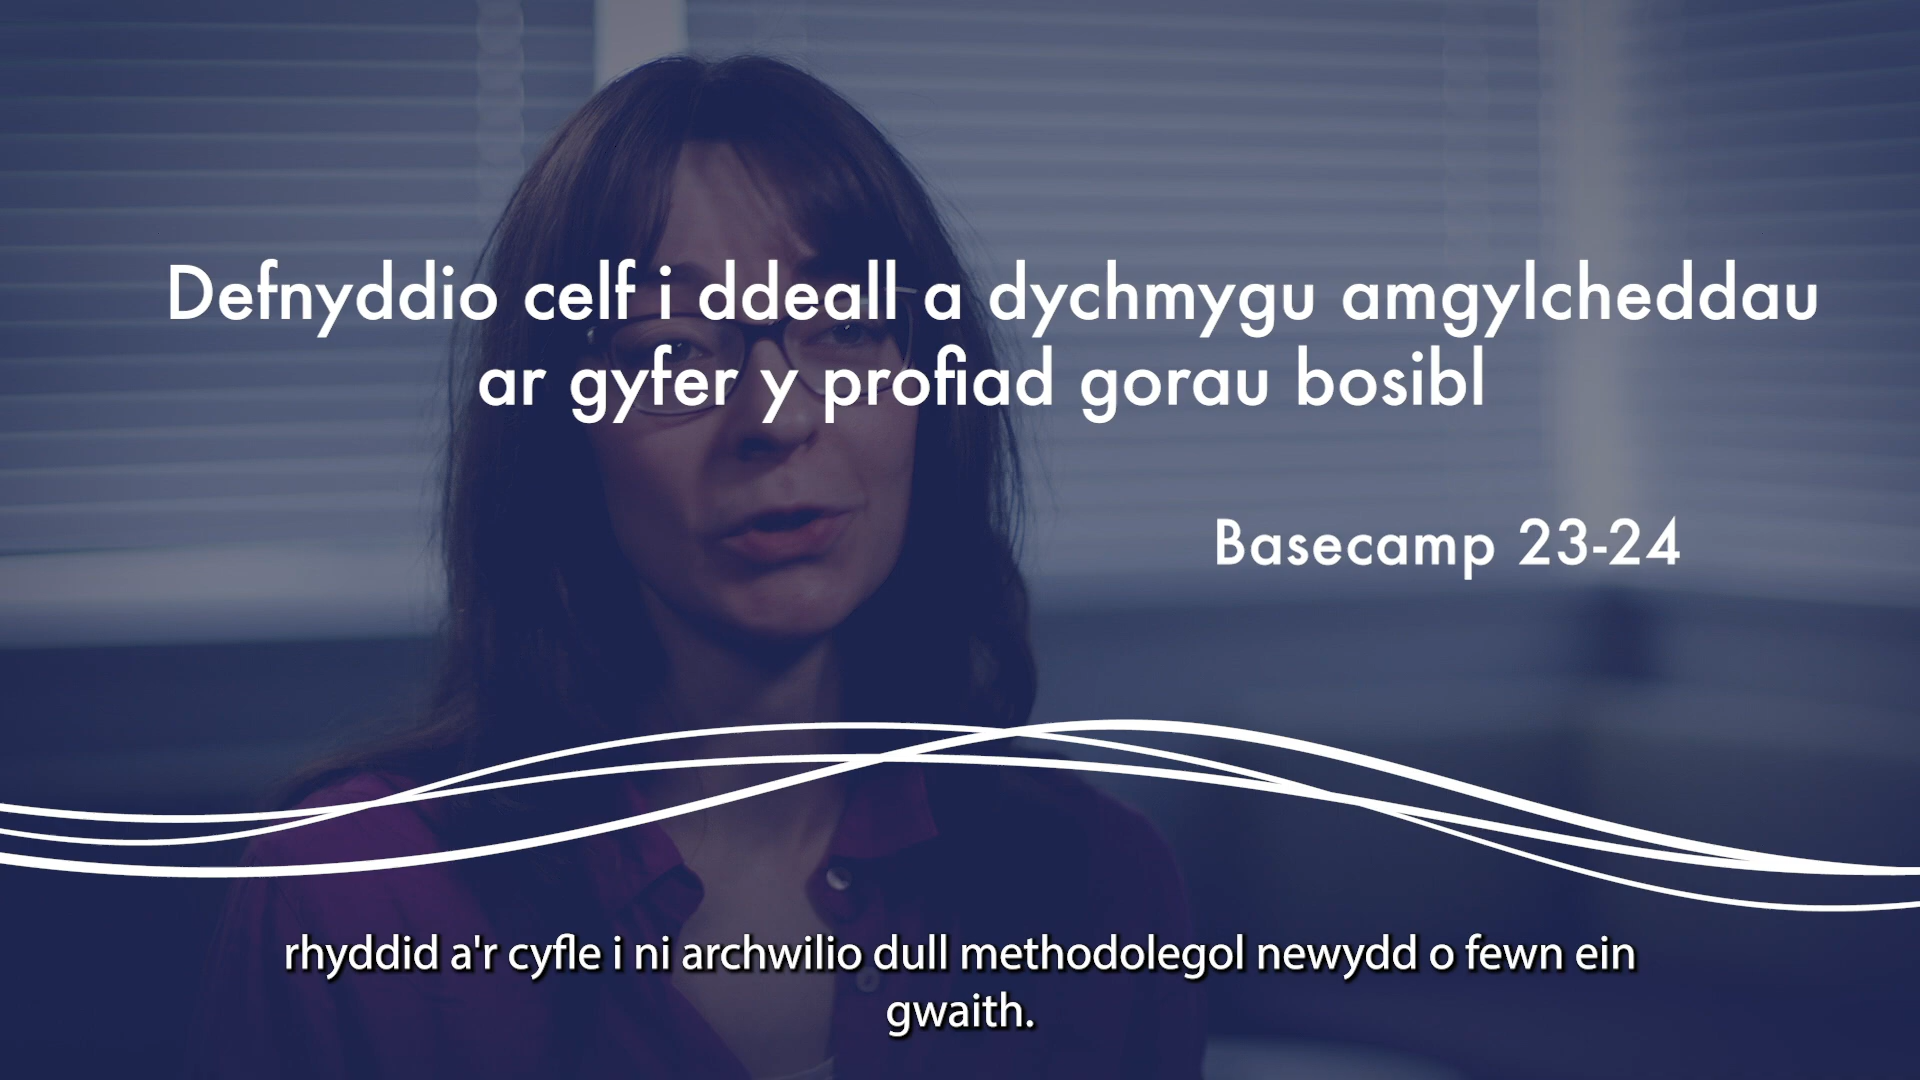 Defnyddio celf i ddeall a dychmygu amgylcheddau
ar gyfer y profiad gorau bosibl
Basecamp 23-24
rhyddid a'r cyfle i ni archwilio dull methodolegol newydd o fewn ein
gwaith.